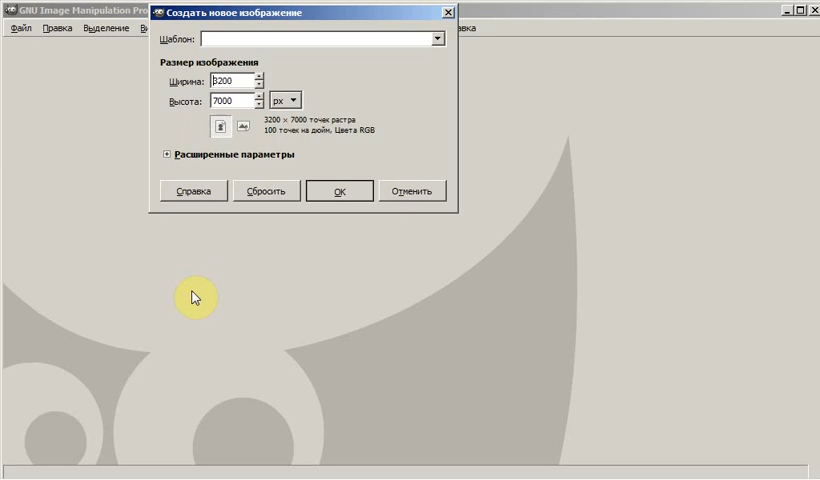 GNU Image Manipulation Pro
Создать новое изображение
Файл Правка Выделение
Шаблон:
Размер изображения
Ширина: 3200
Высота: 7000 px
3200 × 7000 точек растра
100 точек на дюйм, Цвета RGB
Расширенные параметры
Справка Сбросить OK Отменить